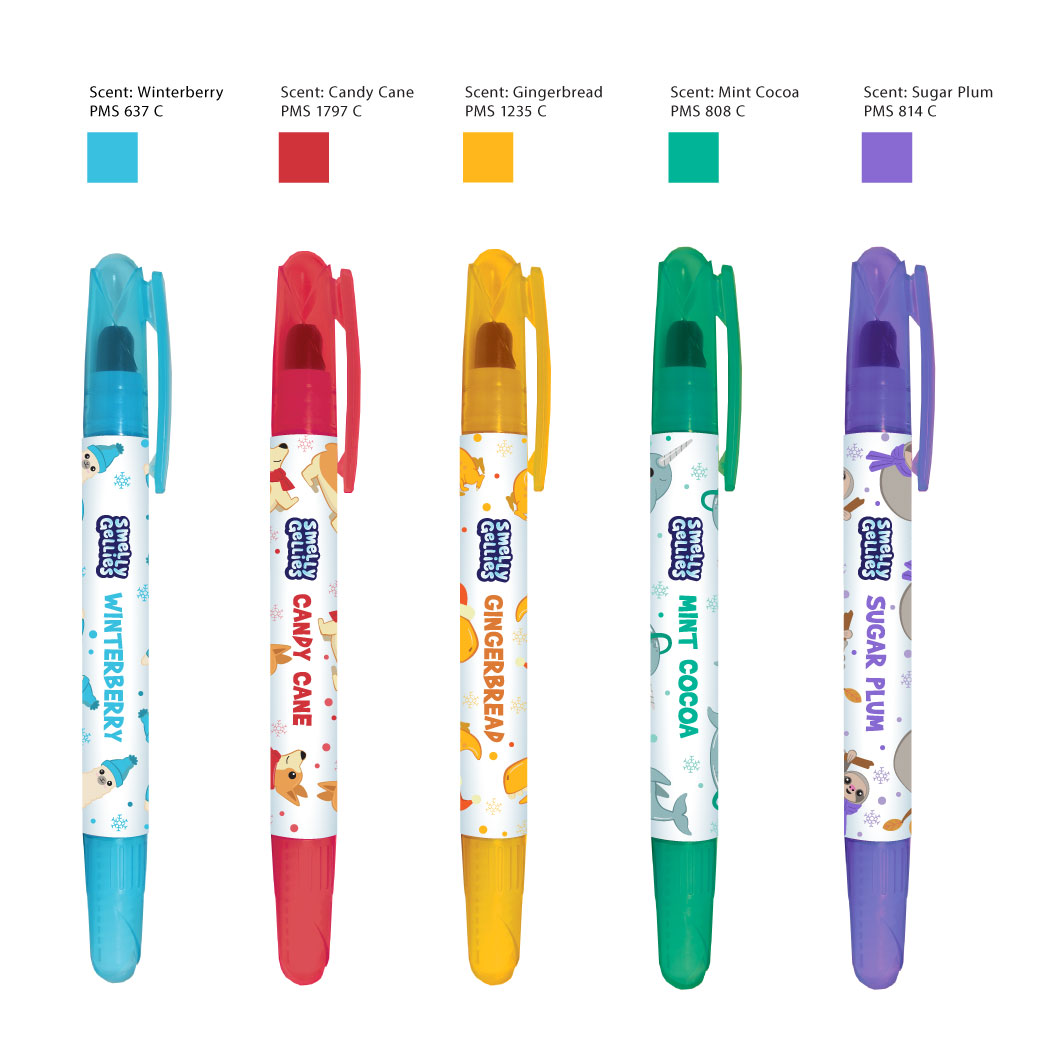 Scent: Winterberry
PMS 637 C
Scent: Candy Cane
PMS 1797 C
Scent: Gingerbread
PMS 1235 C
Scent: Mint Cocoa
PMS 808 C
Scent: Sugar Plum
PMS 814 C
Smelly
Gellies
WINTERBERRY
Smelly
Gellies
CANDY CANE
Smelly
Gellies
GINGERBREAD
Smelly
Gellies
MINT COCOA
Smelly
Gellies
SUGAR PLUM